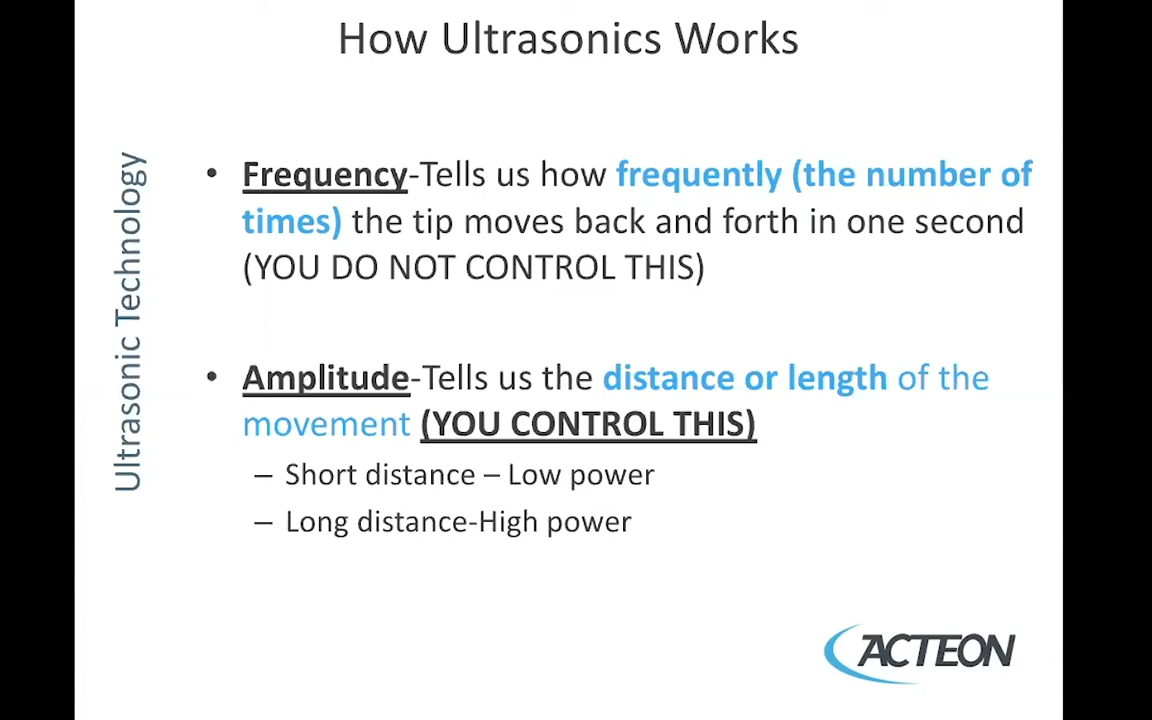 How Ultrasonics Works
Ultrasonic Technology
• Frequency-Tells us how frequently (the number of
times) the tip moves back and forth in one second
(YOU DO NOT CONTROL THIS)
• Amplitude-Tells us the distance or length of the
movement (YOU CONTROL THIS)
– Short distance – Low power
– Long distance-High power
ACTEON